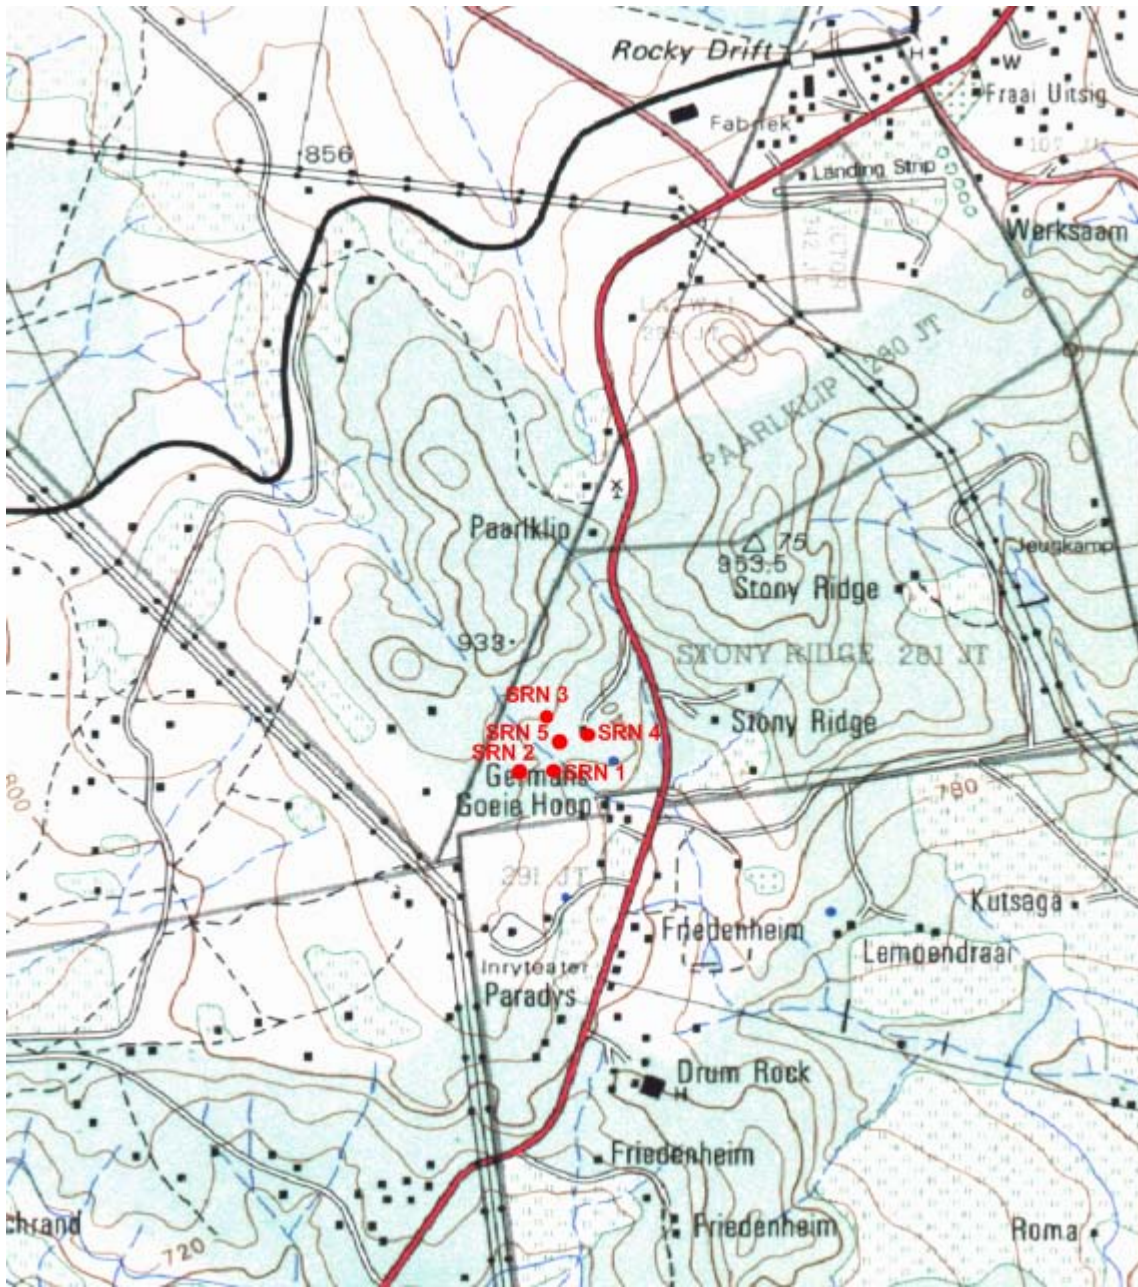 Rocky Drift
H
W
Fraai Uitsig
Fabriek
856
Landing Strip
Werksaam
PAARLKLIP 280 JT
Paarlklip
75
953.5
Jeugkamp
Stony Ridge
933
STONY RIDGE 281 JT
SRN 3
SRN 5
SRN 4
Stony Ridge
SRN 2
SRN 1
Goeie Hoop
800
780
291 JT
Kutsaga
Friedenheim
Lemoendraai
Inryteater
Paradys
Drum Rock
H
Friedenheim
Friedenheim
Roma
720